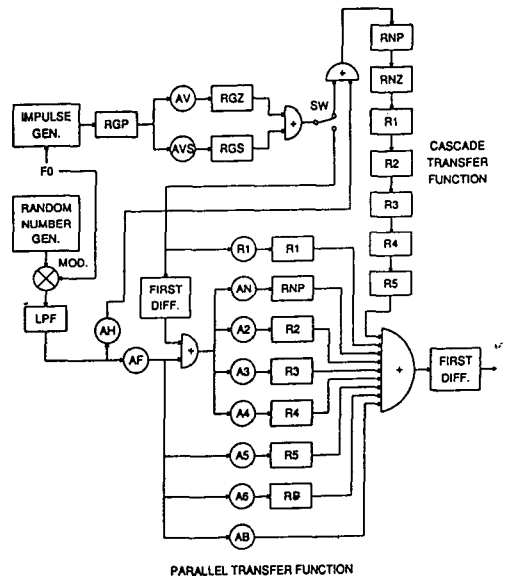 RNP
RNZ
R1
R2
R3
R4
R5
CASCADE
TRANSFER
FUNCTION
IMPULSE
GEN.
RGP
AV
RGZ
AVS
RGS
+
SW
+
F0
RANDOM
NUMBER
GEN.
MOD.
LPF
AH
AF
FIRST
DIFF.
+
R1
R1
AN
RNP
A2
R2
A3
R3
A4
R4
A5
R5
A6
AB
+
FIRST
DIFF.
PARALLEL TRANSFER FUNCTION